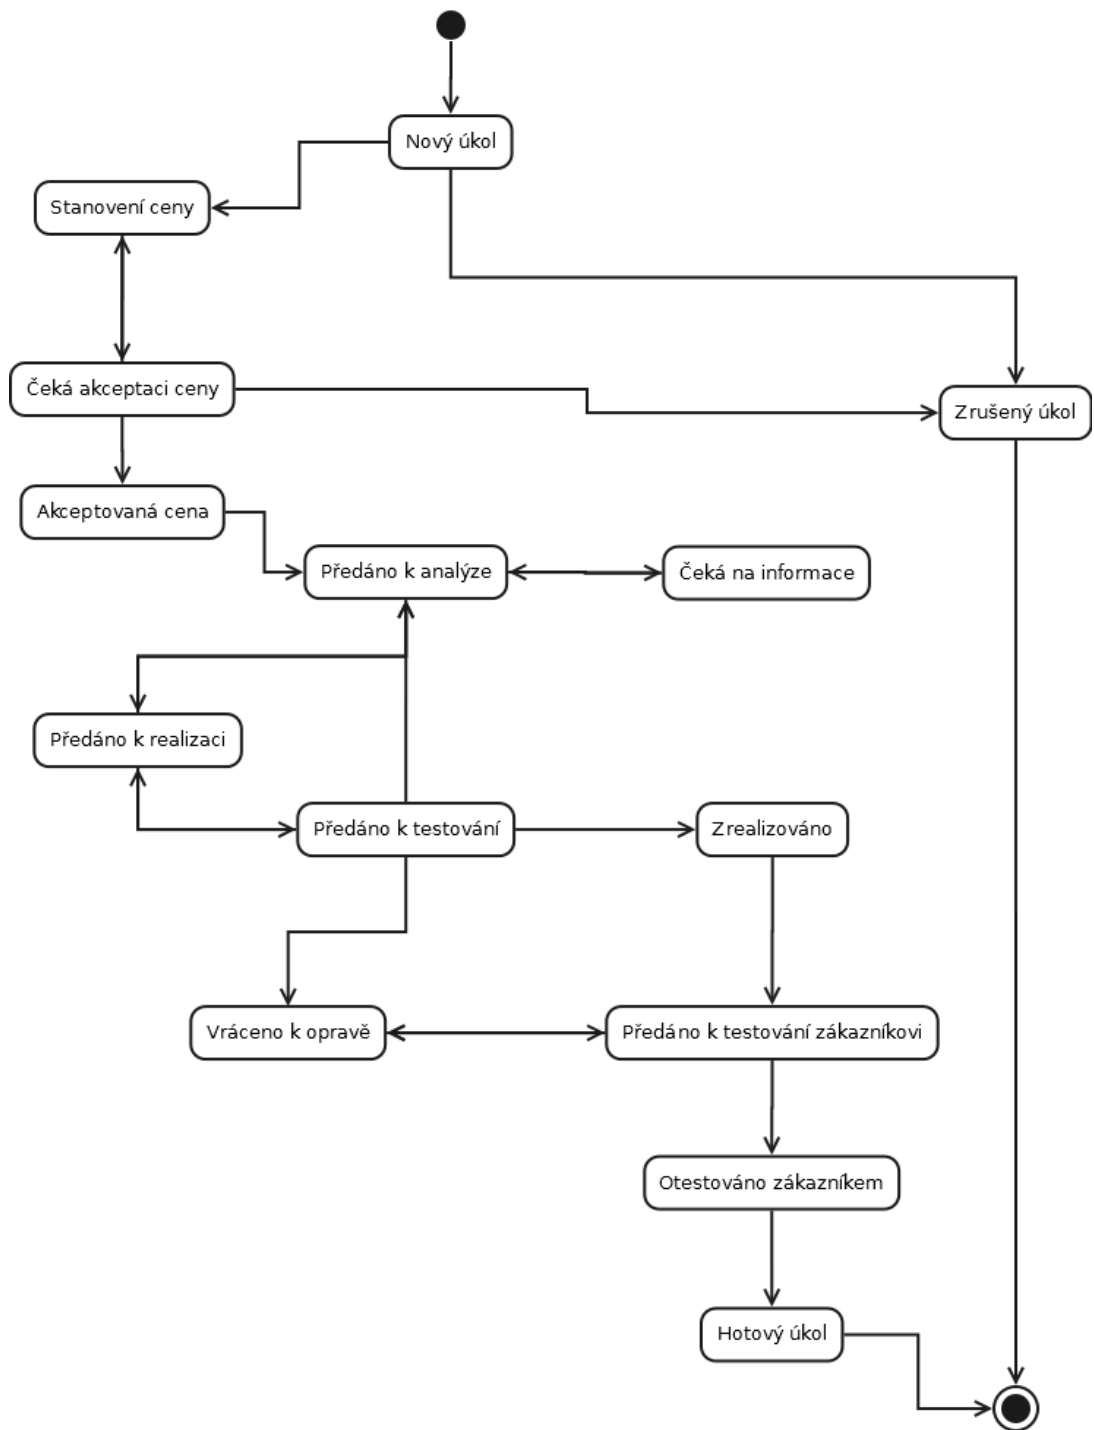 Nový úkol
Stanovení ceny
Čeká akceptaci ceny
Zrušený úkol
Akceptovaná cena
Předáno k analýze
Čeká na informace
Předáno k realizaci
Předáno k testování
Zrealizováno
Vráceno k opravě
Předáno k testování zákazníkovi
Otestováno zákazníkem
Hotový úkol